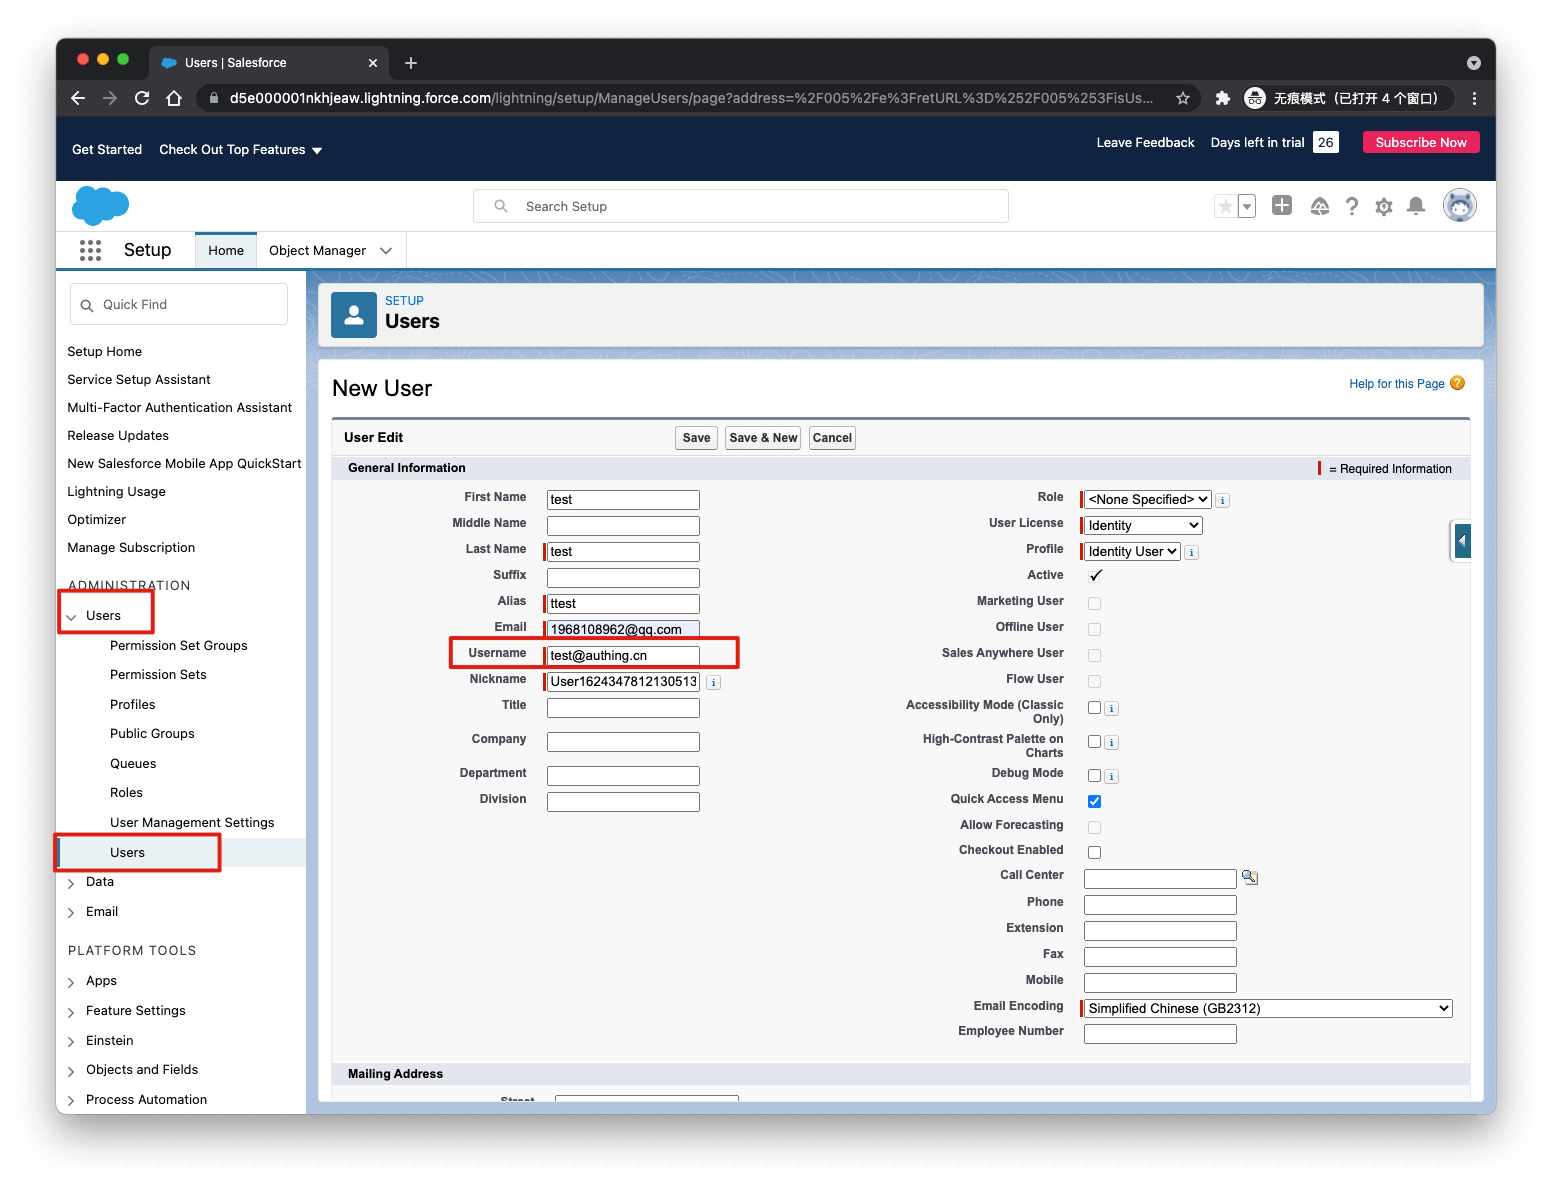 Users | Salesforce
d5e000001nkhjeaw.lightning.force.com/lightning/setup/ManageUsers/page?address=%2F005%2Fe%3FretURL%3D%252F005%253FisUs...
无痕模式（已打开 4 个窗口）
Get Started
Check Out Top Features
Leave Feedback
Days left in trial
26
Subscribe Now
Search Setup
Setup
Home
Object Manager
Quick Find
Setup Home
Service Setup Assistant
Multi-Factor Authentication Assistant
Release Updates
New Salesforce Mobile App QuickStart
Lightning Usage
Optimizer
Manage Subscription
ADMINISTRATION
Users
Permission Set Groups
Permission Sets
Profiles
Public Groups
Queues
Roles
User Management Settings
Users
Data
Email
PLATFORM TOOLS
Apps
Feature Settings
Einstein
Objects and Fields
Process Automation
SETUP
Users
New User
Help for this Page
User Edit
Save
Save & New
Cancel
General Information
= Required Information
First Name
test
Middle Name
Last Name
test
Suffix
Alias
ttest
Email
1968108962@qq.com
Username
test@authing.cn
Nickname
User1624347812130513
Title
Company
Department
Division
Role
<None Specified>
User License
Identity
Profile
Identity User
Active
Marketing User
Offline User
Sales Anywhere User
Flow User
Accessibility Mode (Classic
Only)
High-Contrast Palette on
Charts
Debug Mode
Quick Access Menu
Allow Forecasting
Checkout Enabled
Call Center
Phone
Extension
Fax
Mobile
Email Encoding
Simplified Chinese (GB2312)
Employee Number
Mailing Address
Street